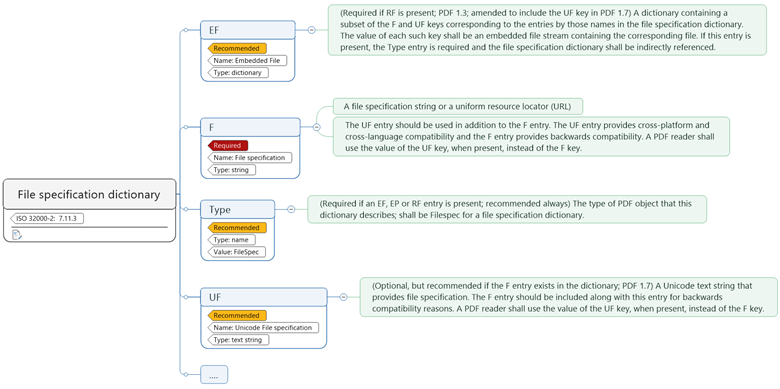 File specification dictionary
ISO 32000-2: 7.11.3
EF
Recommended
Name: Embedded File
Type: dictionary
(Required if RF is present; PDF 1.3; amended to include the UF key in PDF 1.7) A dictionary containing a
subset of the F and UF keys corresponding to the entries by those names in the file specification dictionary.
The value of each such key shall be an embedded file stream containing the corresponding file. If this entry is
present, the Type entry is required and the file specification dictionary shall be indirectly referenced.
F
Required
Name: File specification
Type: string
A file specification string or a uniform resource locator (URL)
The UF entry should be used in addition to the F entry. The UF entry provides cross-platform and
cross-language compatibility and the F entry provides backwards compatibility. A PDF reader shall
use the value of the UF key, when present, instead of the F key.
Type
Recommended
Type: name
Value: FileSpec
(Required if an EF, EP or RF entry is present; recommended always) The type of PDF object that this
dictionary describes; shall be Filespec for a file specification dictionary.
UF
Recommended
Name: Unicode File specification
Type: text string
(Optional, but recommended if the F entry exists in the dictionary; PDF 1.7) A Unicode text string that
provides file specification. The F entry should be included along with this entry for backwards
compatibility reasons. A PDF reader shall use the value of the UF key, when present, instead of the F key.
....